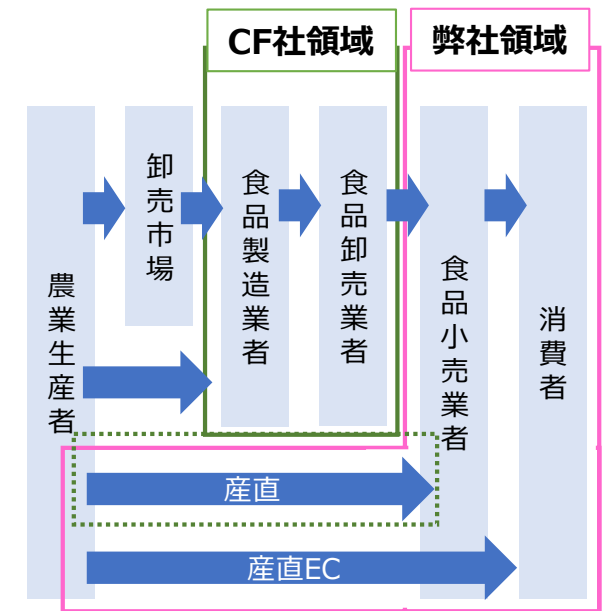 CF社領域
弊社領域
農業生産者
卸売市場
食品製造業者
食品卸売業者
食品小売業者
消費者
産直
産直EC